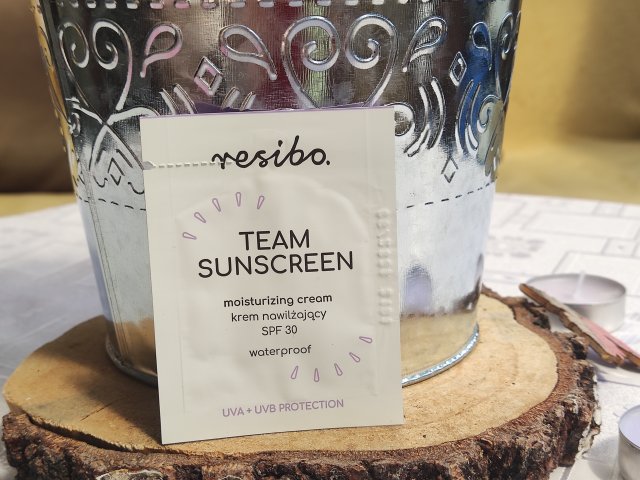 resibo.
TEAM
SUNSCREEN
moisturizing cream
krem nawilżający
SPF 30
waterproof
UVA + UVB PROTECTION